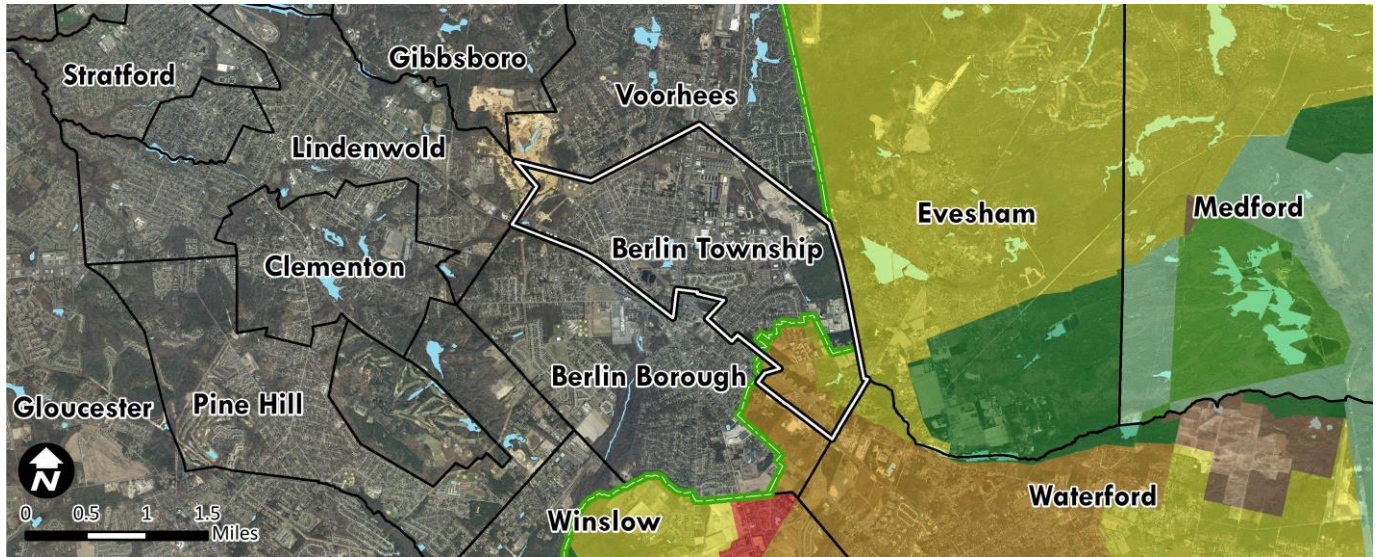 Gibbsboro
Stratford
Voorhees
Lindenwold
Evesham
Medford
Berlin Township
Clementon
Berlin Borough
Gloucester
Pine Hill
N
Waterford
Winslow
0 0.5 1 1.5
Miles